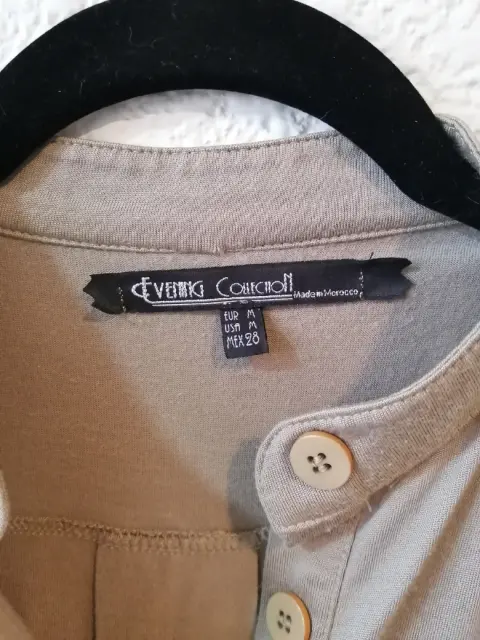 EVENING COLLECTION
Made in Morocco
EUR M
USA M
MEX 28